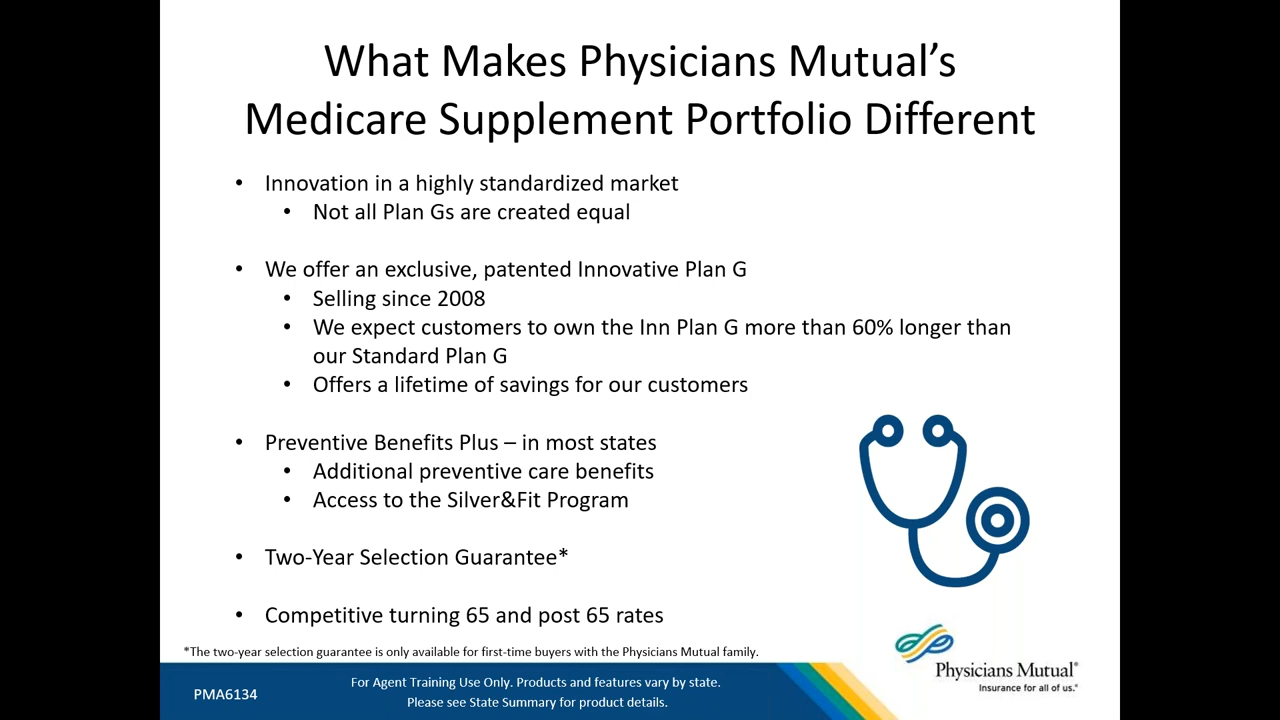 What Makes Physicians Mutual’s
Medicare Supplement Portfolio Different
• Innovation in a highly standardized market
• Not all Plan Gs are created equal
• We offer an exclusive, patented Innovative Plan G
• Selling since 2008
• We expect customers to own the Inn Plan G more than 60% longer than
our Standard Plan G
• Offers a lifetime of savings for our customers
• Preventive Benefits Plus – in most states
• Additional preventive care benefits
• Access to the Silver&Fit Program
• Two-Year Selection Guarantee*
• Competitive turning 65 and post 65 rates
*The two-year selection guarantee is only available for first-time buyers with the Physicians Mutual family.
PMA6134
For Agent Training Use Only. Products and features vary by state.
Please see State Summary for product details.
Physicians Mutual®
Insurance for all of us.®